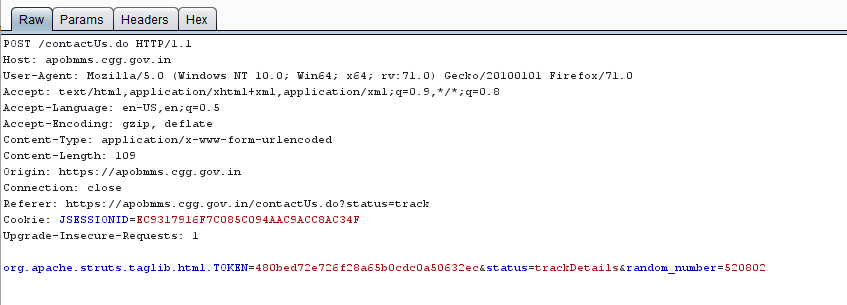 Raw Params Headers Hex
POST /contactUs.do HTTP/1.1
Host: apobmms.cgg.gov.in
User-Agent: Mozilla/5.0 (Windows NT 10.0; Win64; x64; rv:71.0) Gecko/20100101 Firefox/71.0
Accept: text/html,application/xhtml+xml,application/xml;q=0.9,*/*;q=0.8
Accept-Language: en-US,en;q=0.5
Accept-Encoding: gzip, deflate
Content-Type: application/x-www-form-urlencoded
Content-Length: 109
Origin: https://apobmms.cgg.gov.in
Connection: close
Referer: https://apobmms.cgg.gov.in/contactUs.do?status=track
Cookie: JSESSIONID=EC9317916F7C085C094AAC9ACC8AC34F
Upgrade-Insecure-Requests: 1
org.apache.struts.taglib.html.TOKEN=480bed72e726f28a65b0cdc0a50632ec&status=trackDetails&random_number=520802